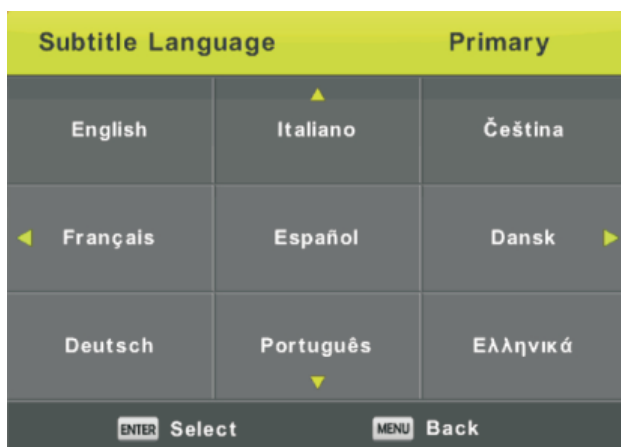 Subtitle Language Primary
English Italiano Čeština
Français Español Dansk
Deutsch Português Ελληνικά
ENTER Select MENU Back